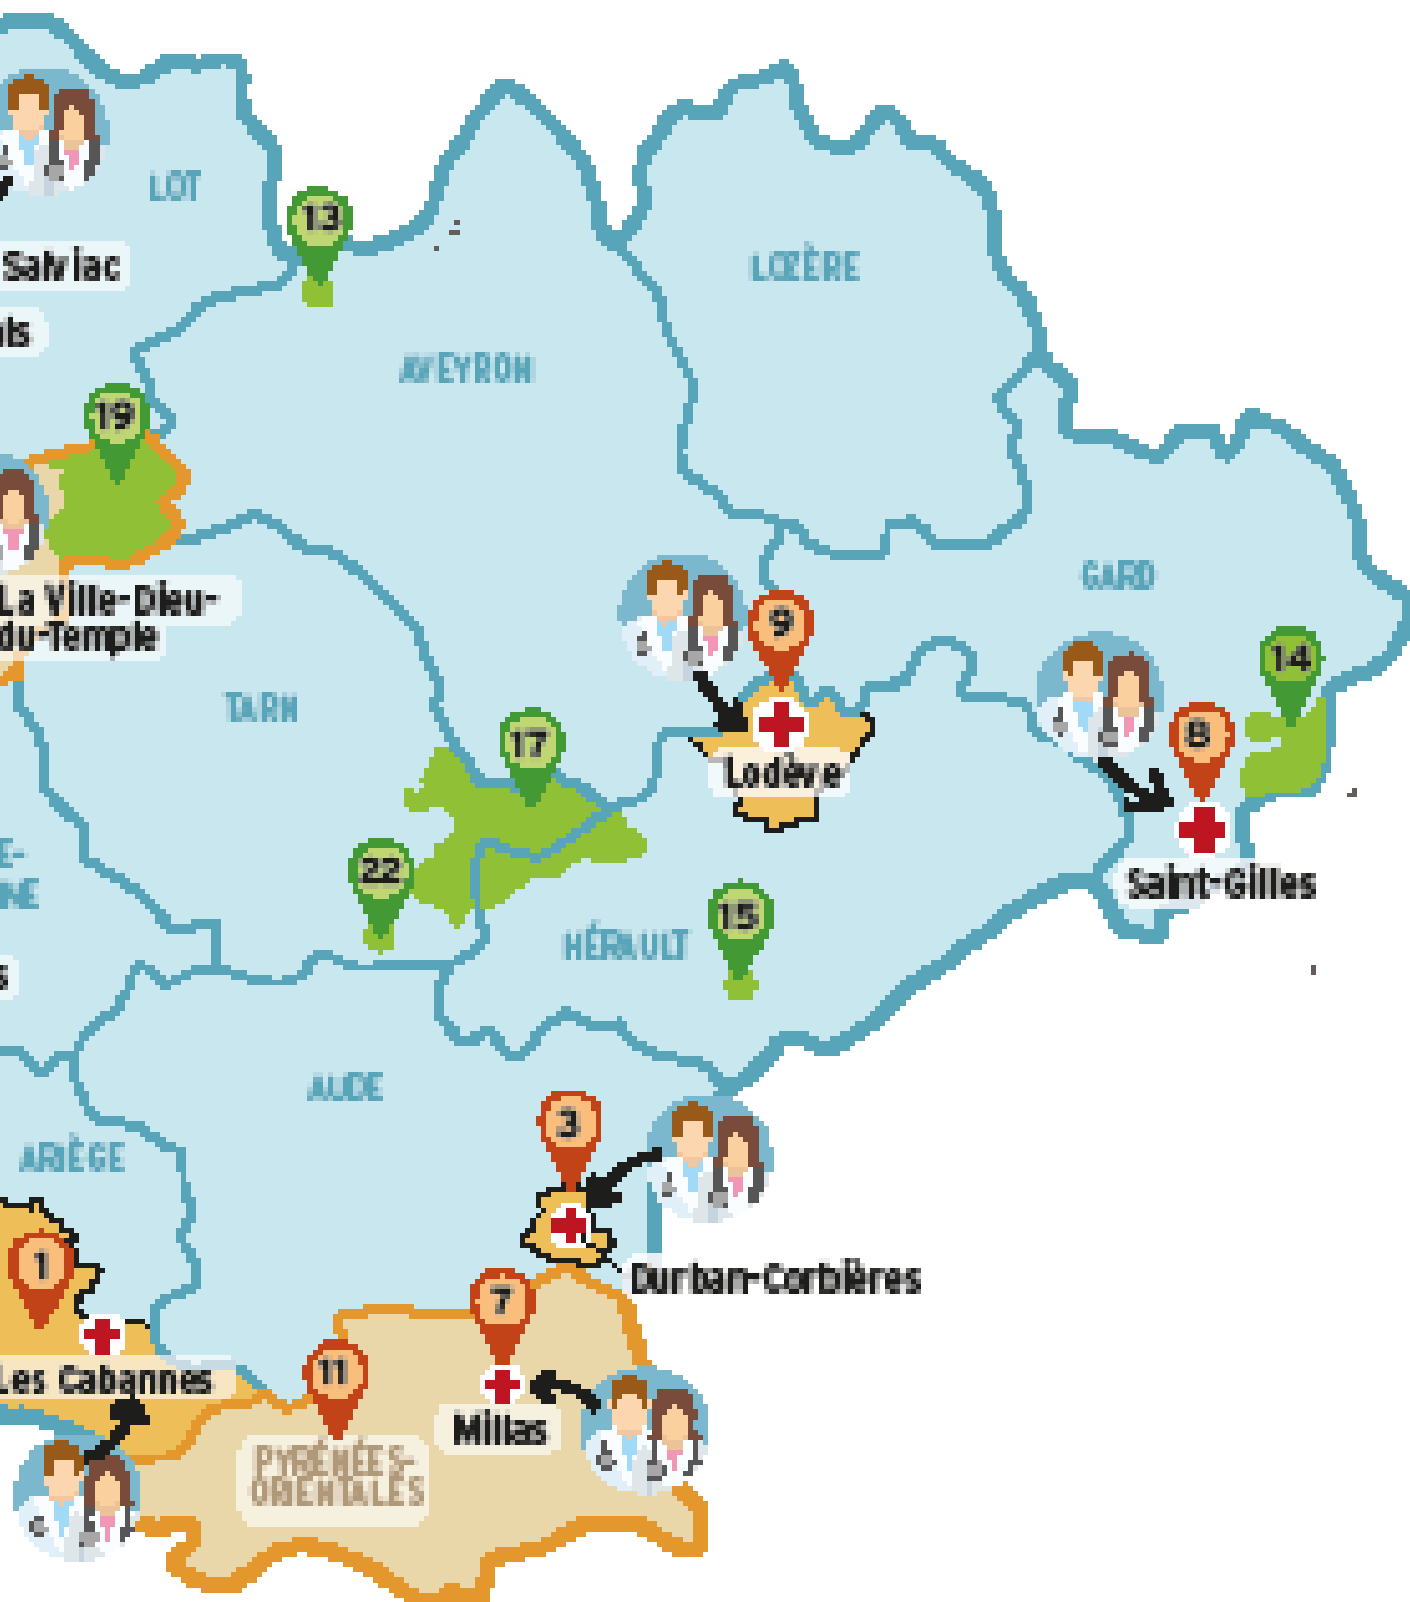 LOT
13
Salviac
LOZÈRE
AVEYRON
19
GARD
La Ville-Dieu-
du-Temple
9
14
TARN
17
8
Lodève
22
Saint-Gilles
15
HÉRAULT
AUDE
3
ARIÈGE
1
Durban-Corbières
7
11
Les Cabannes
Millas
PYRÉNÉES-
ORIENTALES